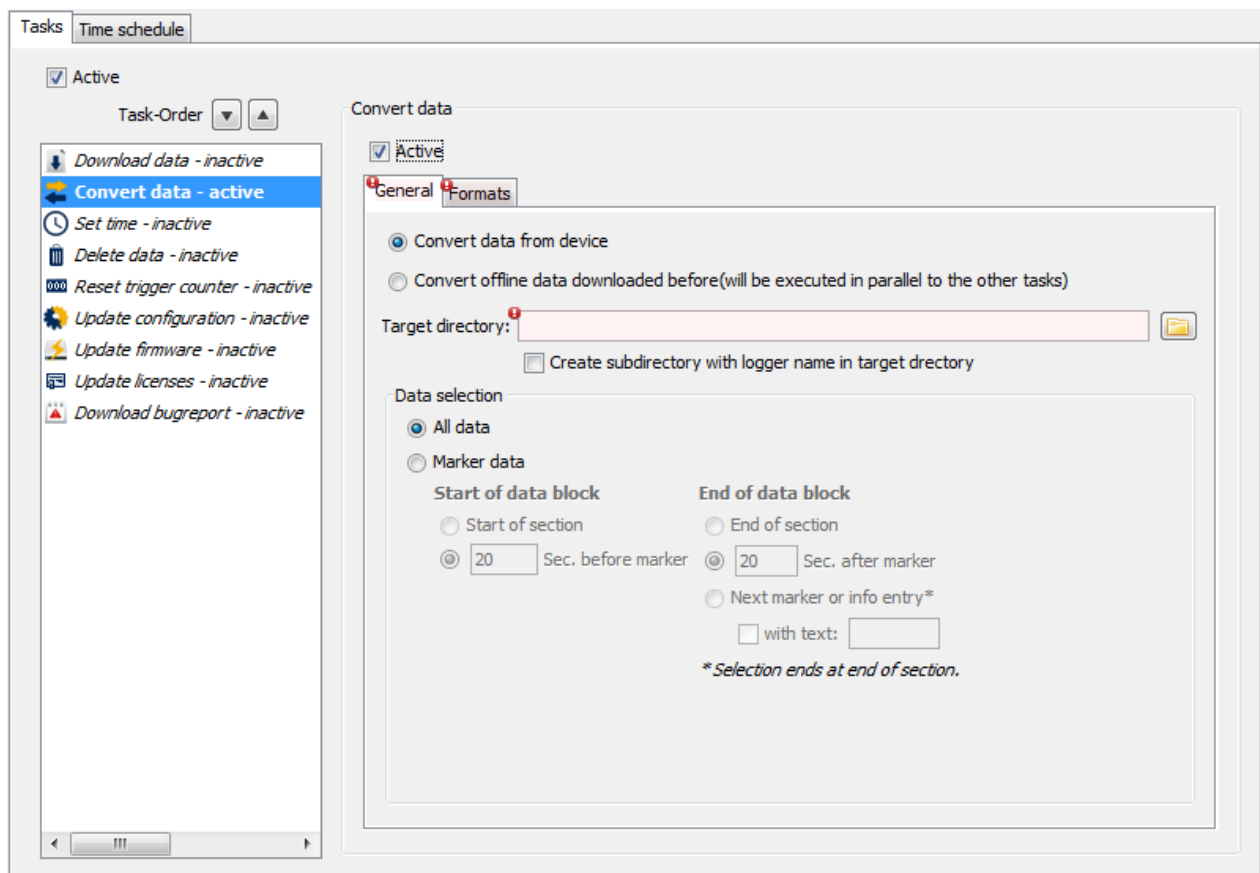 Tasks Time schedule
Active
Task-Order
Download data - inactive
Convert data - active
Set time - inactive
Delete data - inactive
000 Reset trigger counter - inactive
Update configuration - inactive
Update firmware - inactive
Update licenses - inactive
Download bugreport - inactive
Convert data
Active
General Formats
Convert data from device
Convert offline data downloaded before(will be executed in parallel to the other tasks)
Target directory:
Create subdirectory with logger name in target drectory
Data selection
All data
Marker data
Start of data block End of data block
Start of section End of section
20 Sec. before marker 20 Sec. after marker
Next marker or info entry*
with text:
* Selection ends at end of section.